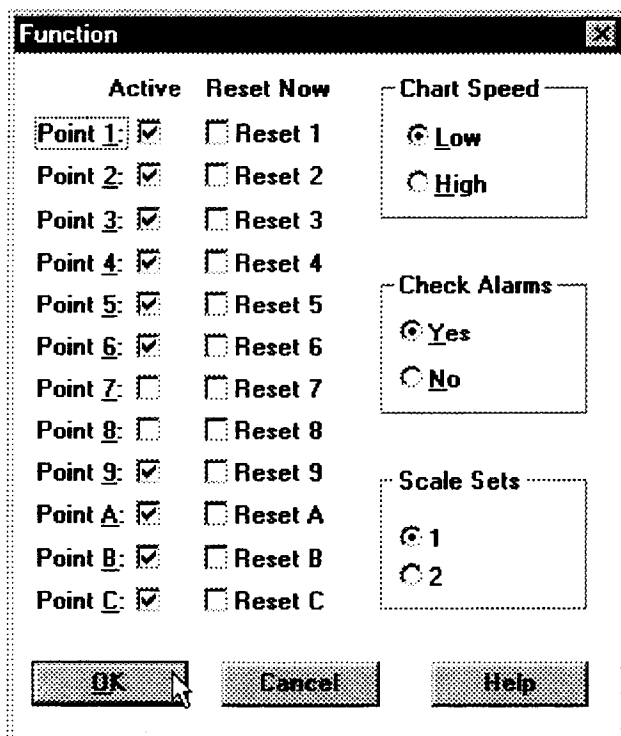 Function
Active Reset Now
Point 1: Reset 1
Point 2: Reset 2
Point 3: Reset 3
Point 4: Reset 4
Point 5: Reset 5
Point 6: Reset 6
Point 7: Reset 7
Point 8: Reset 8
Point 9: Reset 9
Point A: Reset A
Point B: Reset B
Point C: Reset C
Chart Speed
Low
High
Check Alarms
Yes
No
Scale Sets
1
2
OK Cancel Help